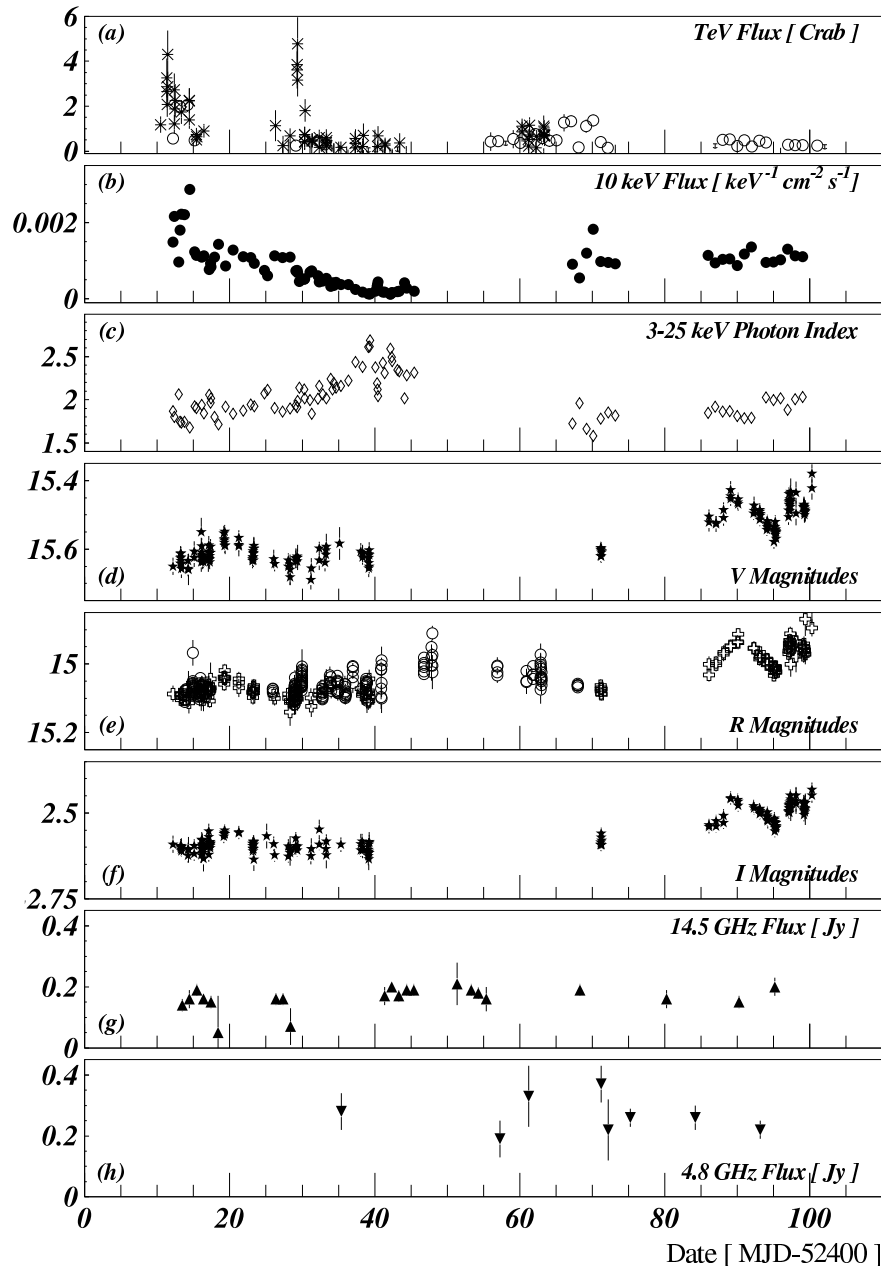 (a) TeV Flux [ Crab ]
6
4
2
0
(b) 10 keV Flux [ keV⁻¹ cm⁻² s⁻¹]
0.002
0
(c) 3-25 keV Photon Index
2.5
2
1.5
15.4
15.6
(d) V Magnitudes
15
15.2
(e) R Magnitudes
2.5
(f) I Magnitudes
2.75
0.4 14.5 GHz Flux [ Jy ]
0.2
(g)
0
0.4
0.2
(h) 4.8 GHz Flux [ Jy ]
0
0 20 40 60 80 100
Date [ MJD-52400 ]